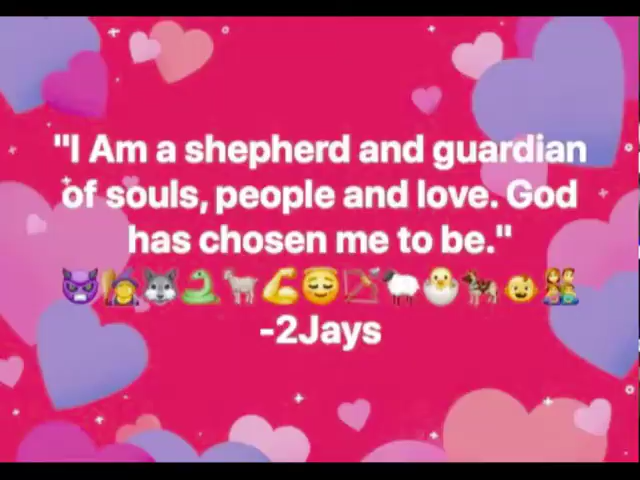 "I Am a shepherd and guardian
of souls, people and love. God
has chosen me to be."
👿🧙‍♀️🐺🐍🐐💪😌🏹🐑🐤🐕‍🦺👶👫
-2Jays